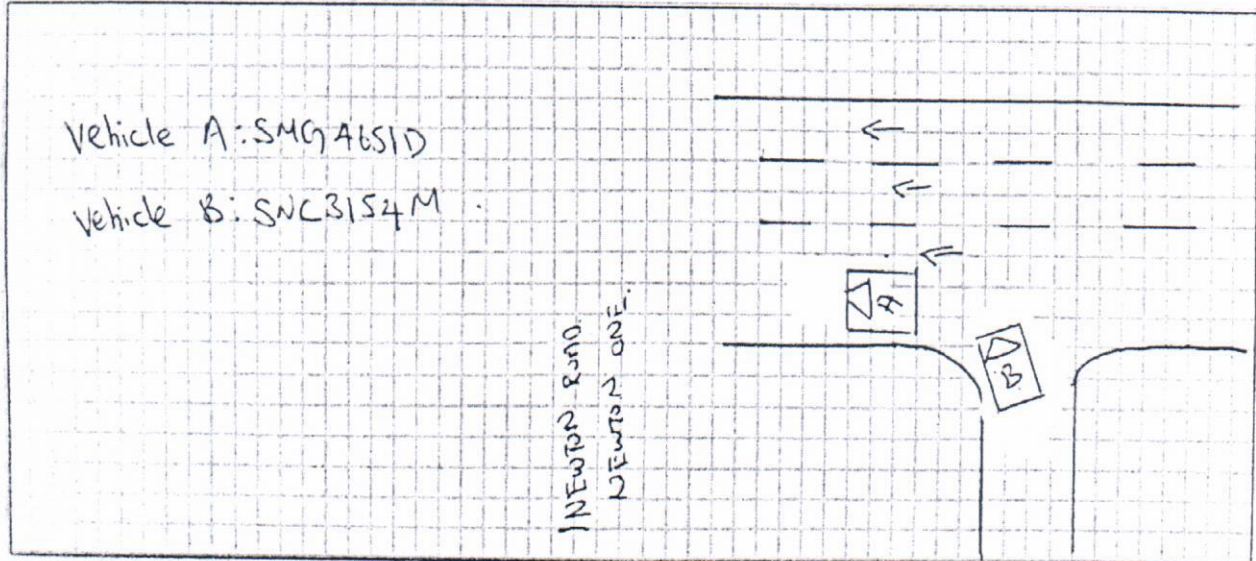 Vehicle A: SMG4651D
Vehicle B: SNC3154M.
A
B
NEWTON ROAD.
NEWTON ONE.